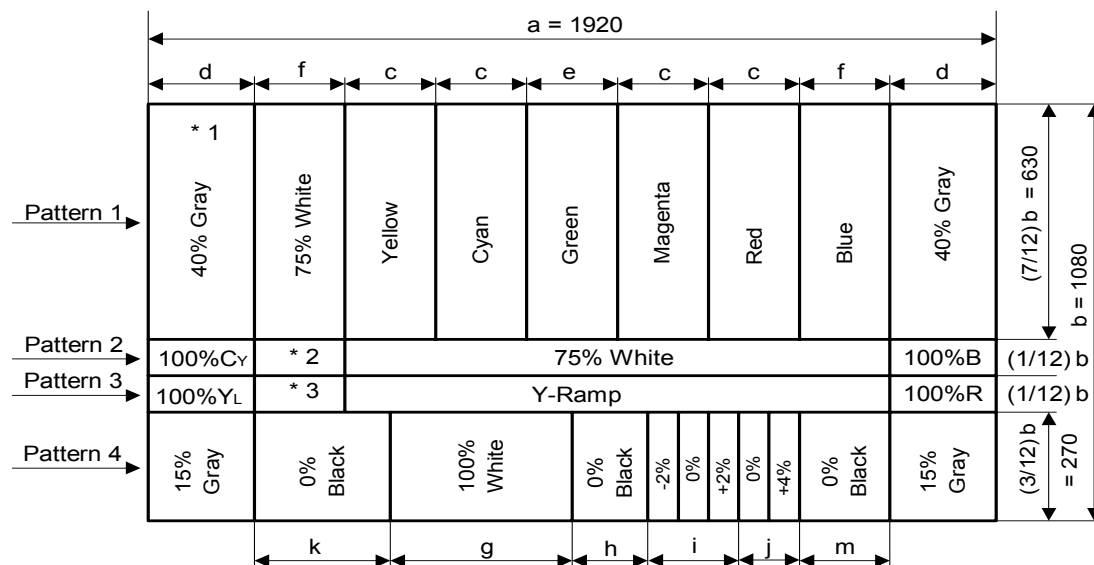 a = 1920
d f c c e c c f d
* 1
Pattern 1
40% Gray
75% White
Yellow
Cyan
Green
Magenta
Red
Blue
40% Gray
(7/12) b = 630
b = 1080
Pattern 2
100%CY * 2 75% White 100%B (1/12) b
Pattern 3
100%YL * 3 Y-Ramp 100%R (1/12) b
Pattern 4
15%
Gray
0%
Black
100%
White
0%
Black
-2%
0%
+2%
0%
+4%
0%
Black
15%
Gray
(3/12) b
= 270
k g h i j m